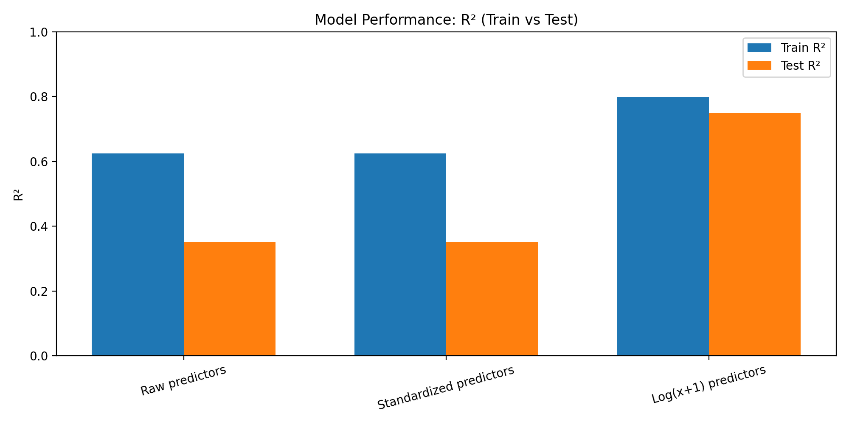 Model Performance: R² (Train vs Test)
Train R²
Test R²
R²
1.0
0.8
0.6
0.4
0.2
0.0
Raw predictors
Standardized predictors
Log(x+1) predictors